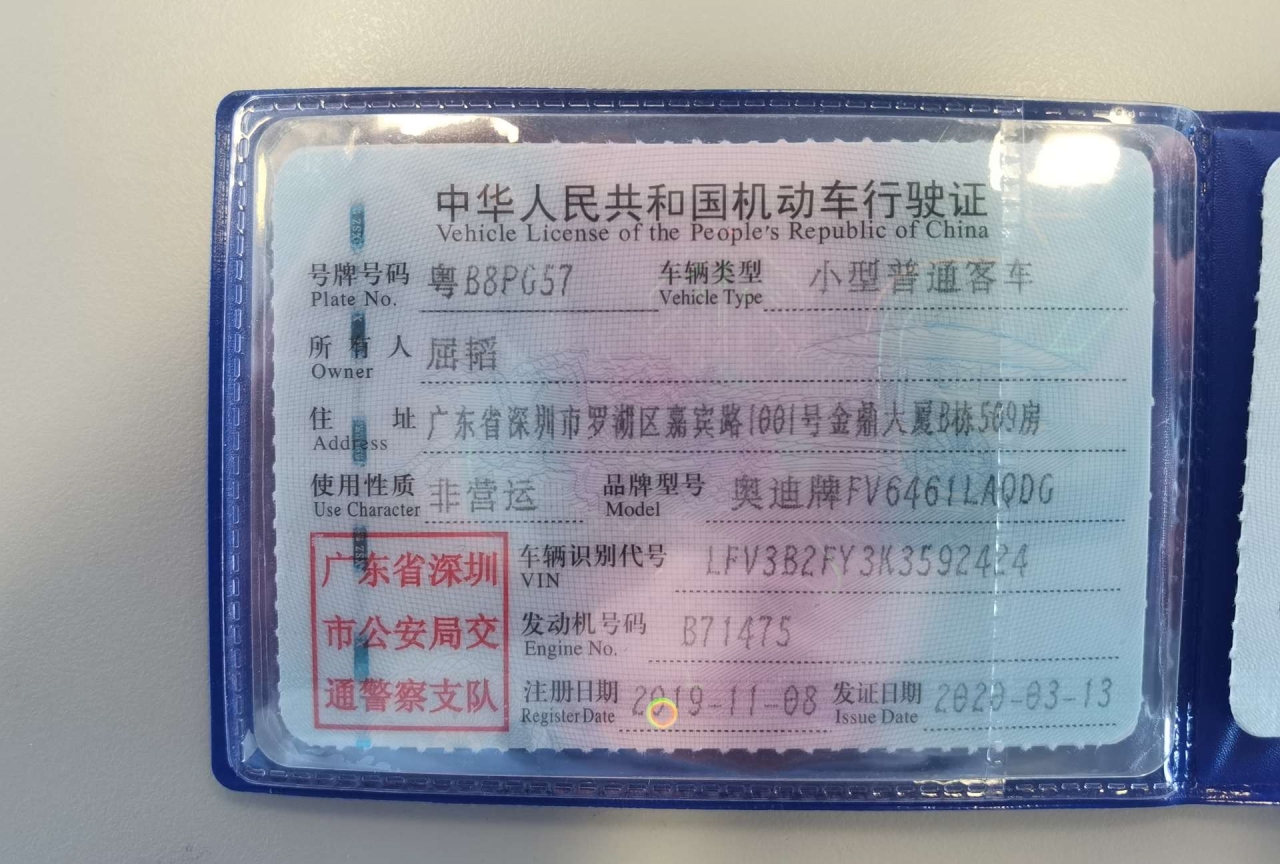 中华人民共和国机动车行驶证
Vehicle License of the People's Republic of China
号牌号码 粤B8PG57 车辆类型 小型普通客车
Plate No. Vehicle Type
所有人 屈韬
Owner
住址 广东省深圳市罗湖区嘉宾路1001号金鼎大厦B栋509房
Address
使用性质 非营运 品牌型号 奥迪牌FV6461LAQDG
Use Character Model
车辆识别代号 LFV3B2FY3K3592424
VIN
发动机号码 B71475
Engine No.
注册日期 2019-11-08 发证日期 2020-03-13
Register Date Issue Date
广东省深圳
市公安局交
通警察支队